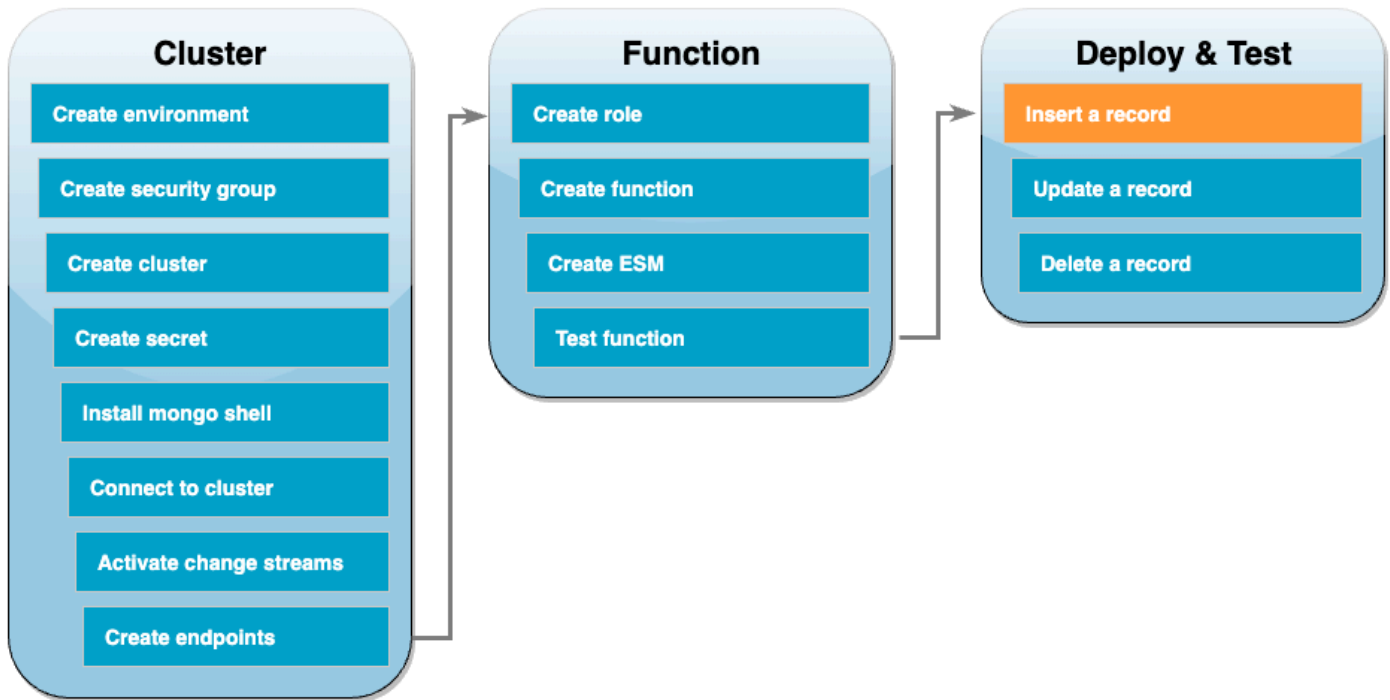 Cluster
Create environment
Create security group
Create cluster
Create secret
Install mongo shell
Connect to cluster
Activate change streams
Create endpoints
Function
Create role
Create function
Create ESM
Test function
Deploy & Test
Insert a record
Update a record
Delete a record